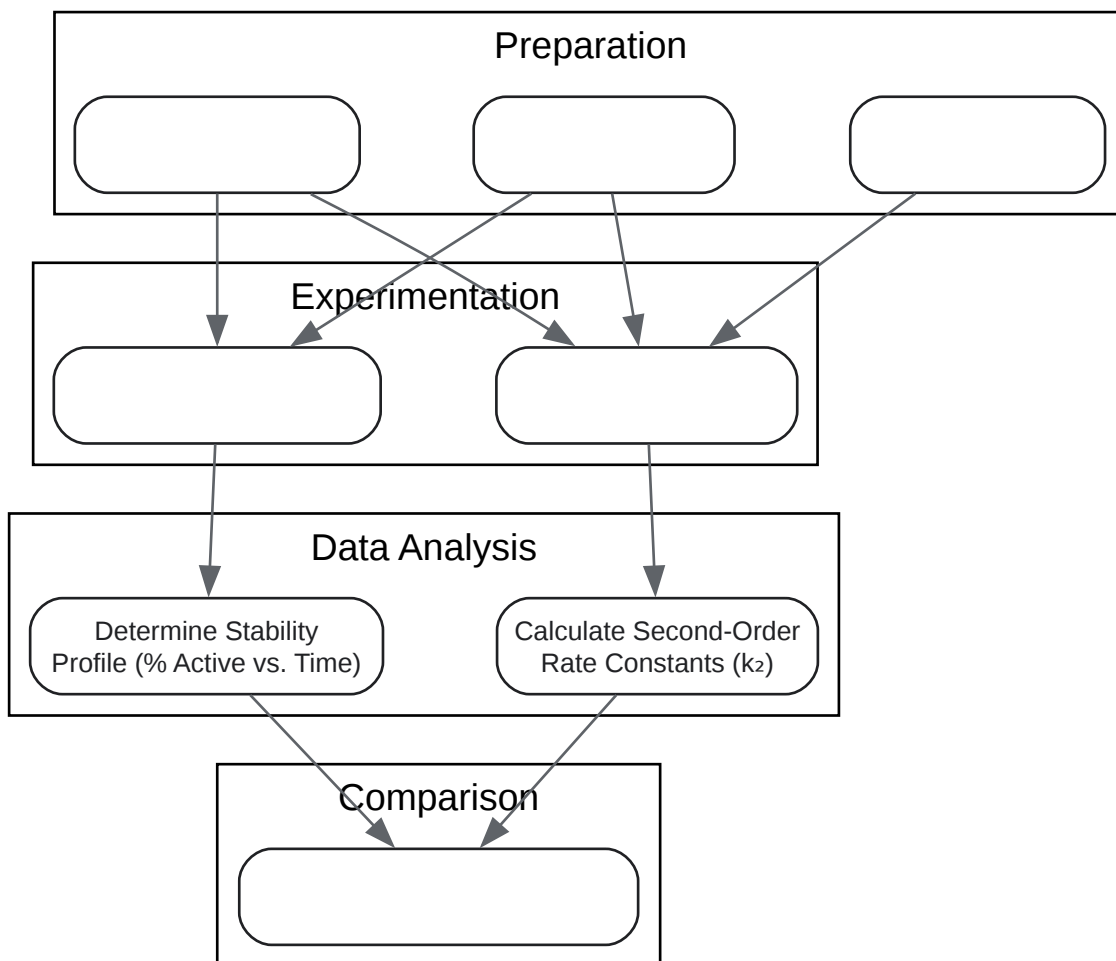 Preparation
Experimentation
Data Analysis
Determine Stability
Profile (% Active vs. Time)
Calculate Second-Order
Rate Constants (k₂)
Comparison